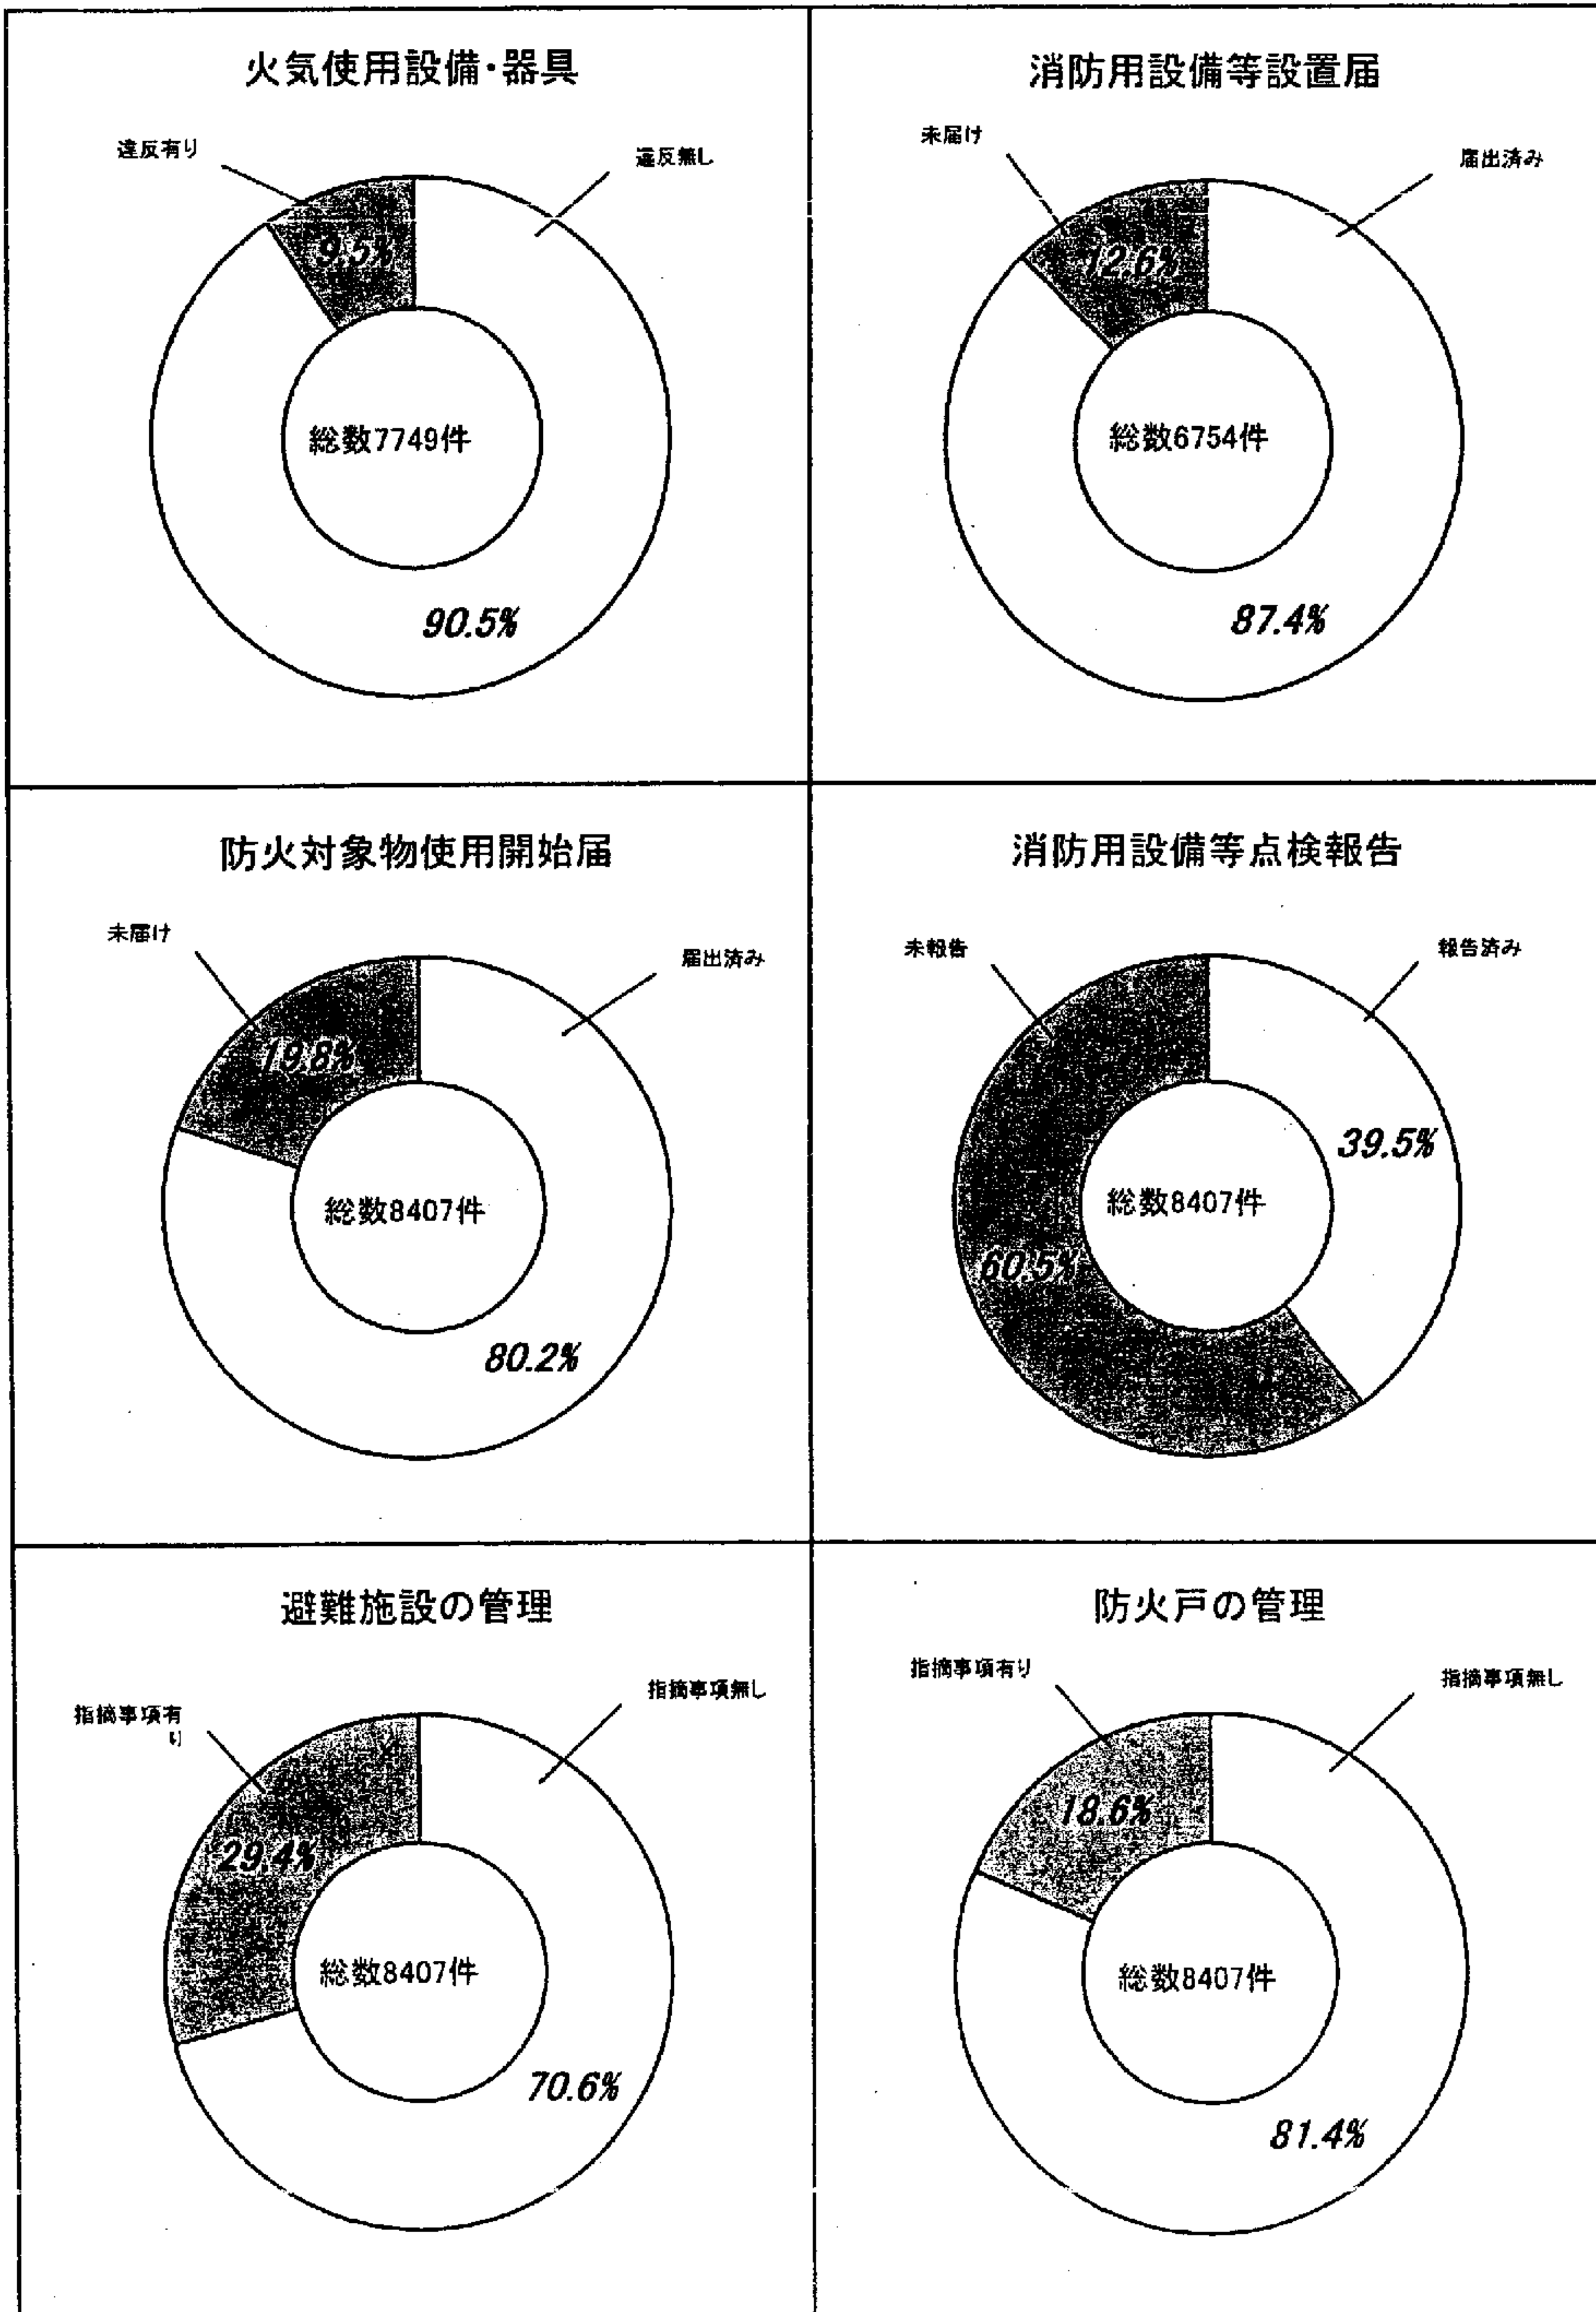 火気使用設備・器具
違反有り
違反無し
9.5%
総数7749件
90.5%
消防用設備等設置届
未届け
届出済み
12.6%
総数6754件
87.4%
防火対象物使用開始届
未届け
届出済み
19.8%
総数8407件
80.2%
消防用設備等点検報告
未報告
報告済み
39.5%
総数8407件
60.5%
避難施設の管理
指摘事項無し
指摘事項有
り
29.4%
総数8407件
70.6%
防火戸の管理
指摘事項有り
指摘事項無し
18.6%
総数8407件
81.4%